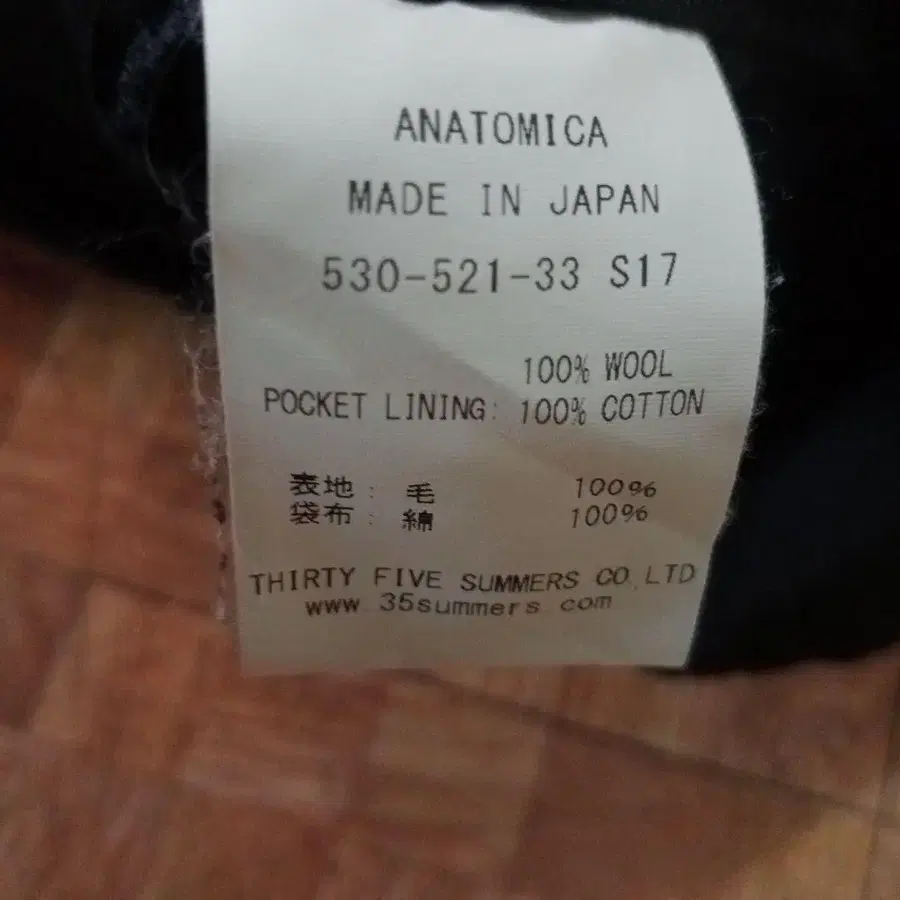 ANATOMICA
MADE IN JAPAN
530-521-33 S17
100% WOOL
POCKET LINING: 100% COTTON
表地: 毛 100%
袋布: 綿 100%
THIRTY FIVE SUMMERS CO.LTD
www.35summers.com